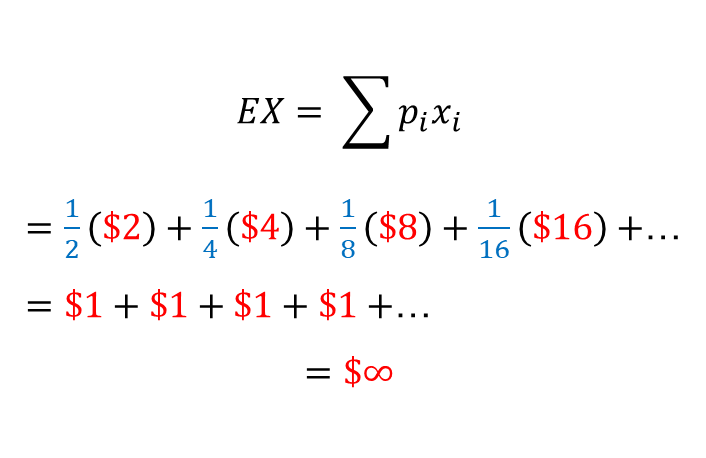 EX = ∑ pᵢxᵢ
= 1/2 ($2) + 1/4 ($4) + 1/8 ($8) + 1/16 ($16) +…
= $1 + $1 + $1 + $1 +…
= $∞